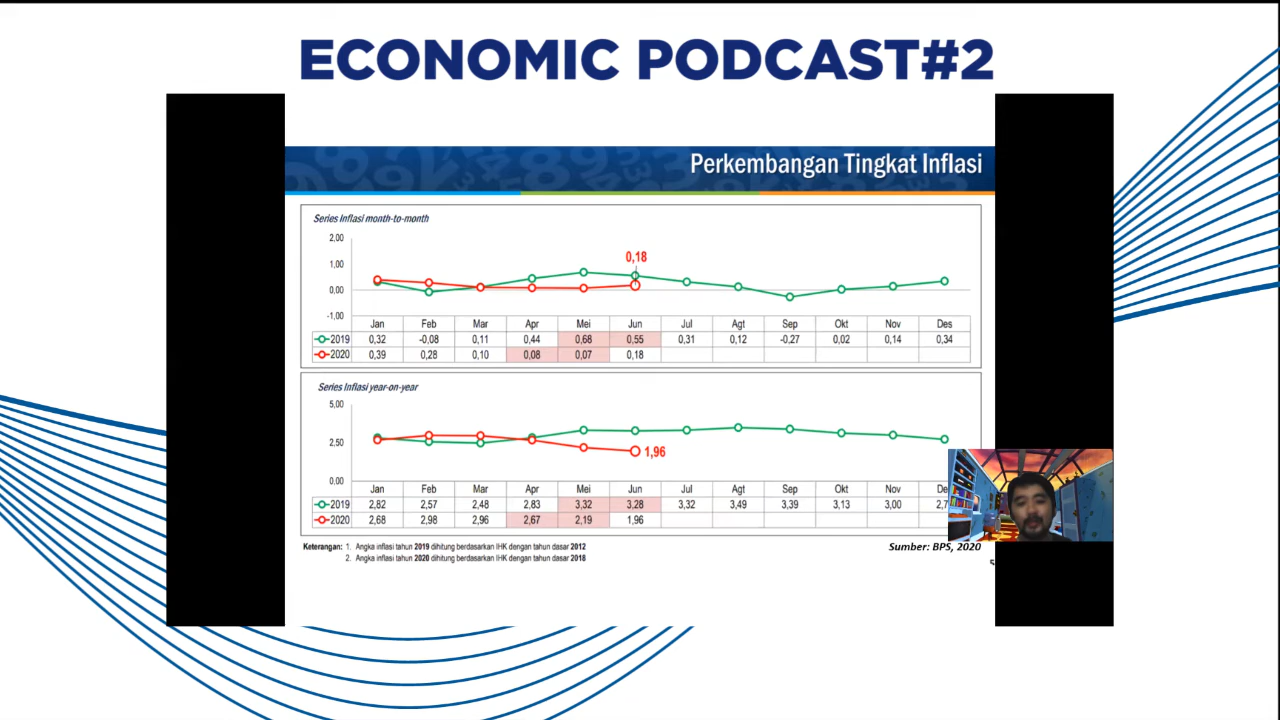 ECONOMIC PODCAST#2
Perkembangan Tingkat Inflasi
Series Inflasi month-to-month
2,00
1,00
0,00
-1,00
0,18
Jan Feb Mar Apr Mei Jun Jul Agt Sep Okt Nov Des
2019 0,32 -0,08 0,11 0,44 0,68 0,55 0,31 0,12 -0,27 0,02 0,14 0,34
2020 0,39 0,28 0,10 0,08 0,07 0,18
Series Inflasi year-on-year
5,00
2,50
0,00
1,96
Jan Feb Mar Apr Mei Jun Jul Agt Sep Okt Nov De
2019 2,82 2,57 2,48 2,83 3,32 3,28 3,32 3,49 3,39 3,13 3,00 2,7
2020 2,68 2,98 2,96 2,67 2,19 1,96
Keterangan: 1. Angka inflasi tahun 2019 dihitung berdasarkan IHK dengan tahun dasar 2012
2. Angka inflasi tahun 2020 dihitung berdasarkan IHK dengan tahun dasar 2018
Sumber: BPS, 2020